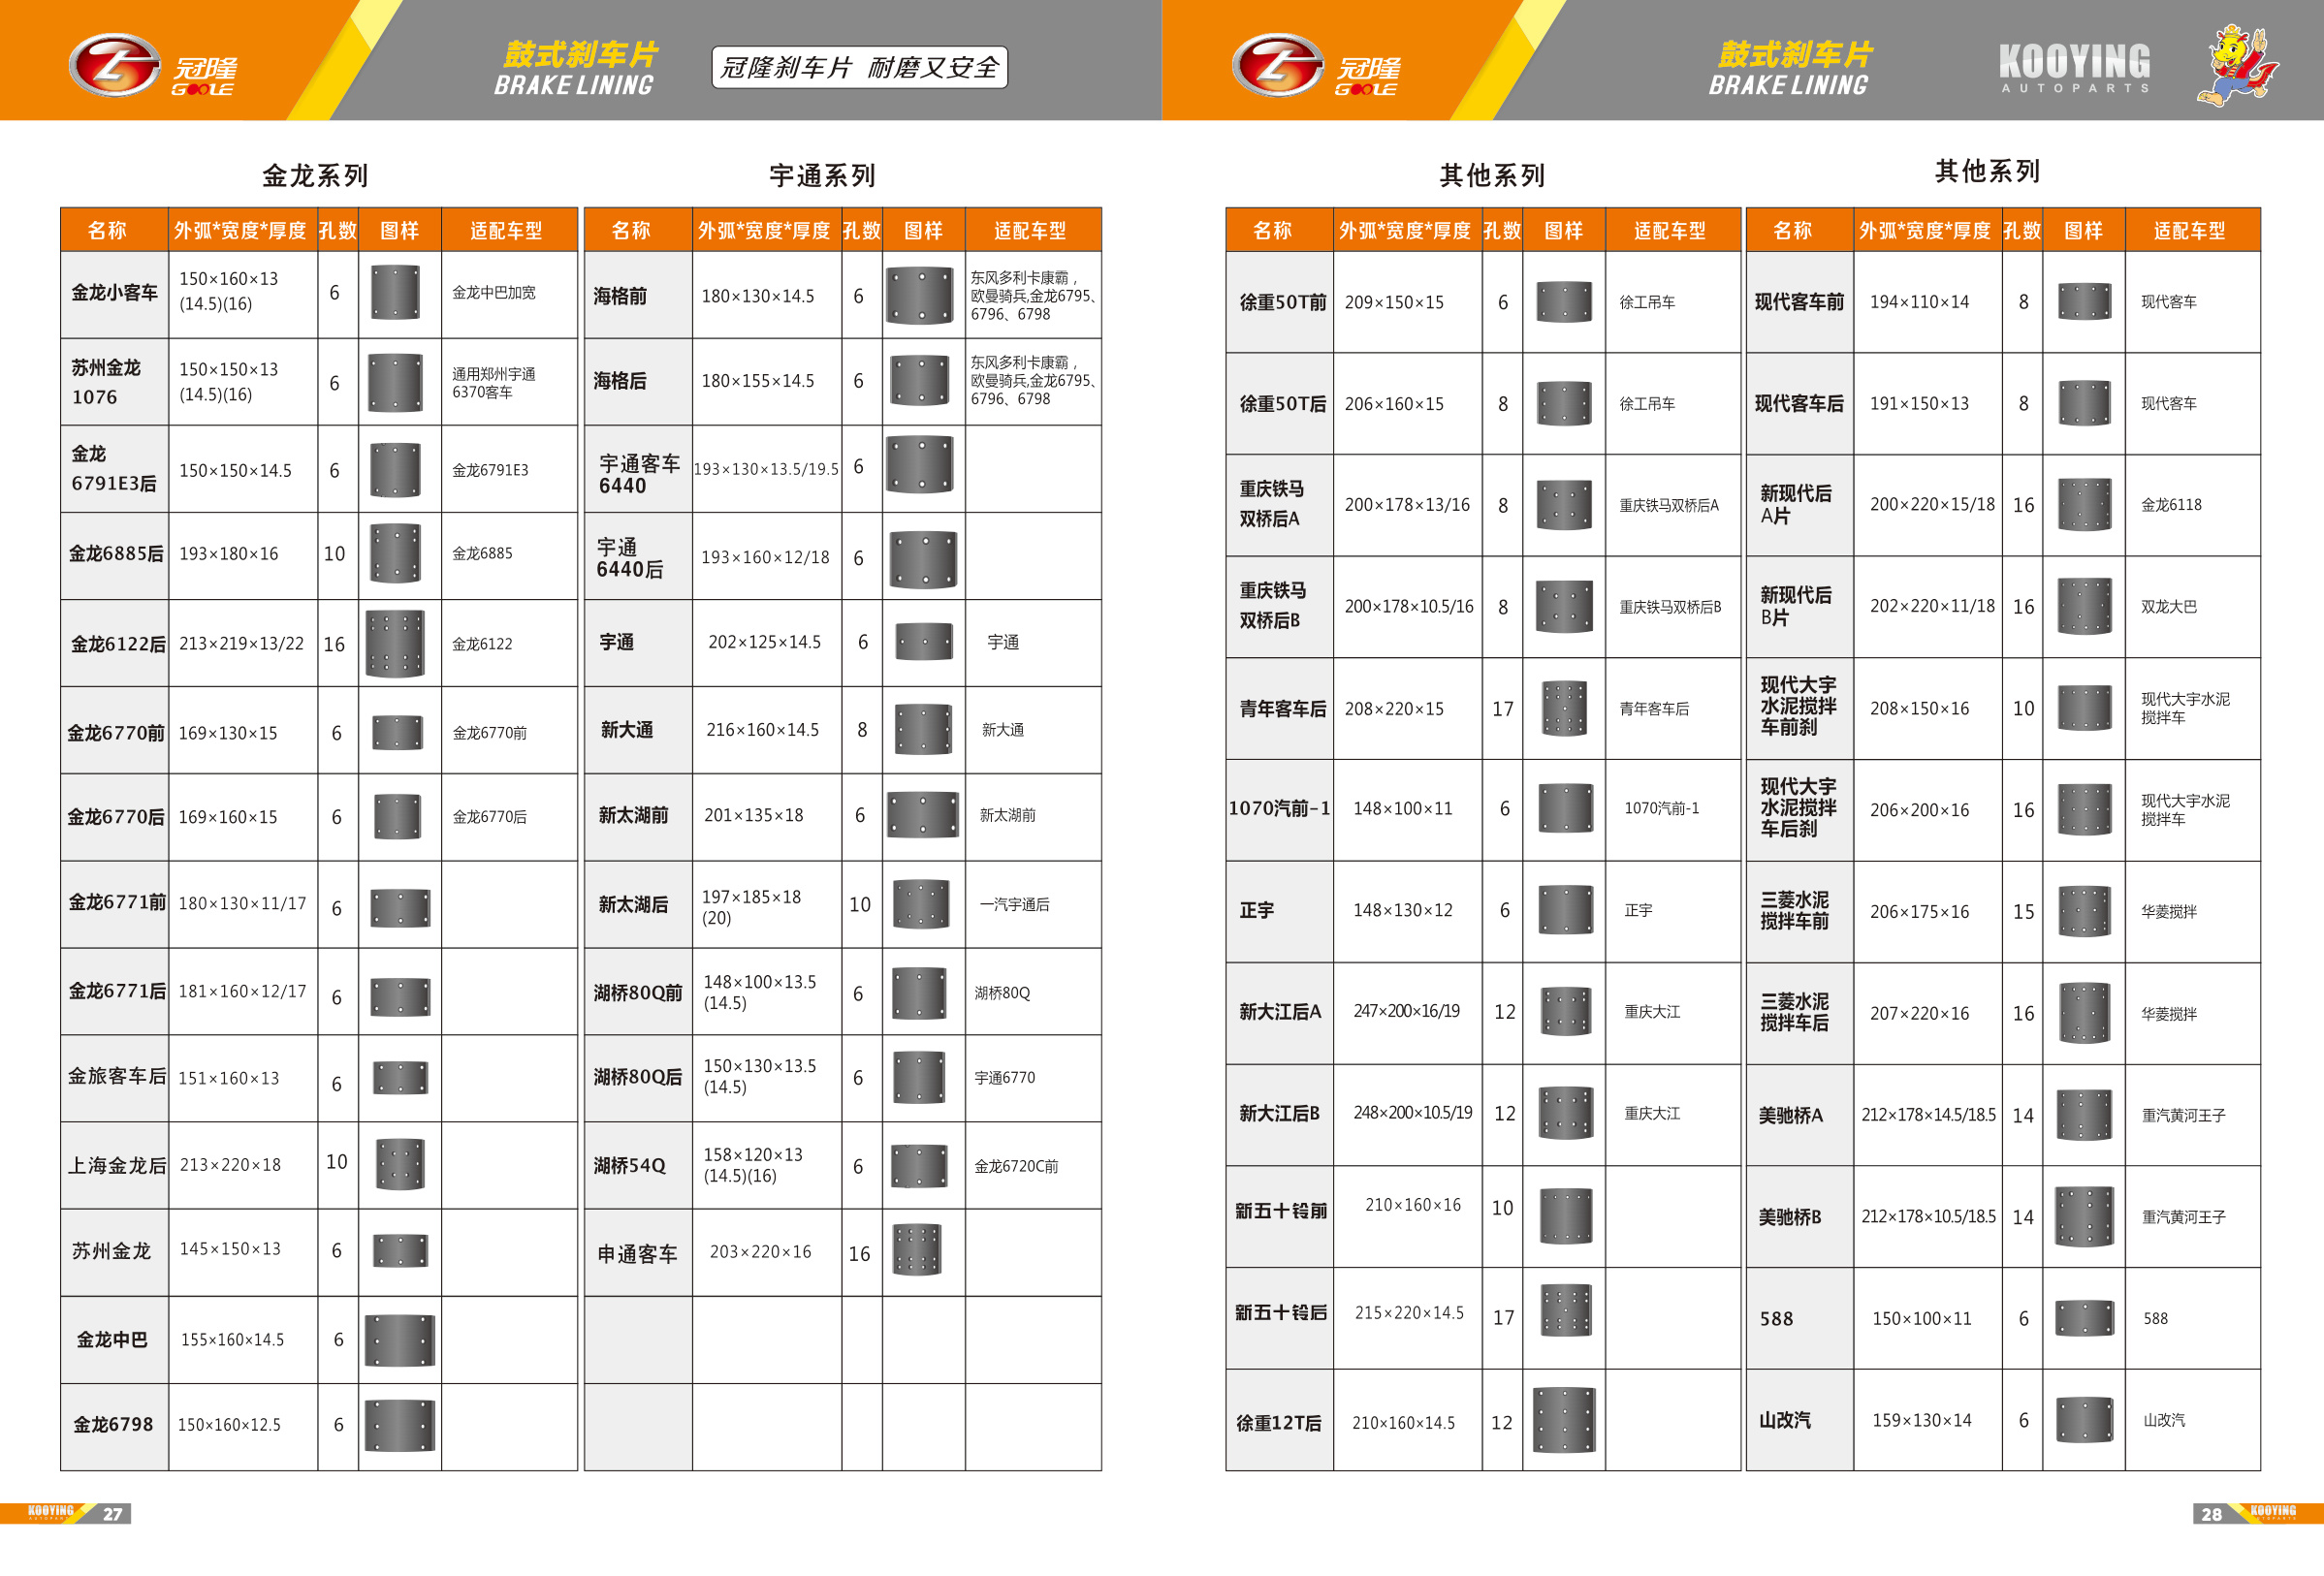 冠隆
GOOLE
鼓式刹车片
BRAKE LINING
冠隆刹车片 耐磨又安全
冠隆
GOOLE
鼓式刹车片
BRAKE LINING
KOOYING
AUTOPARTS
金龙系列
名称 外弧*宽度*厚度 孔数 图样 适配车型
金龙小客车 150×160×13 (14.5)(16) 6 金龙中巴加宽
苏州金龙 1076 150×150×13 (14.5)(16) 6 通用郑州宇通 6370客车
金龙 6791E3后 150×150×14.5 6 金龙6791E3
金龙6885后 193×180×16 10 金龙6885
金龙6122后 213×219×13/22 16 金龙6122
金龙6770前 169×130×15 6 金龙6770前
金龙6770后 169×160×15 6 金龙6770后
金龙6771前 180×130×11/17 6
金龙6771后 181×160×12/17 6
金旅客车后 151×160×13 6
上海金龙后 213×220×18 10
苏州金龙 145×150×13 6
金龙中巴 155×160×14.5 6
金龙6798 150×160×12.5 6
宇通系列
名称 外弧*宽度*厚度 孔数 图样 适配车型
海格前 180×130×14.5 6 东风多利卡康霸， 欧曼骑兵,金龙6795、 6796、6798
海格后 180×155×14.5 6 东风多利卡康霸， 欧曼骑兵,金龙6795、 6796、6798
宇通客车 6440 193×130×13.5/19.5 6
宇通 6440后 193×160×12/18 6
宇通 202×125×14.5 6 宇通
新大通 216×160×14.5 8 新大通
新太湖前 201×135×18 6 新太湖前
新太湖后 197×185×18 (20) 10 一汽宇通后
湖桥80Q前 148×100×13.5 (14.5) 6 湖桥80Q
湖桥80Q后 150×130×13.5 (14.5) 6 宇通6770
湖桥54Q 158×120×13 (14.5)(16) 6 金龙6720C前
申通客车 203×220×16 16
其他系列
名称 外弧*宽度*厚度 孔数 图样 适配车型
徐重50T前 209×150×15 6 徐工吊车
徐重50T后 206×160×15 8 徐工吊车
重庆铁马 双桥后A 200×178×13/16 8 重庆铁马双桥后A
重庆铁马 双桥后B 200×178×10.5/16 8 重庆铁马双桥后B
青年客车后 208×220×15 17 青年客车后
1070汽前-1 148×100×11 6 1070汽前-1
正宇 148×130×12 6 正宇
新大江后A 247×200×16/19 12 重庆大江
新大江后B 248×200×10.5/19 12 重庆大江
新五十铃前 210×160×16 10
新五十铃后 215×220×14.5 17
徐重12T后 210×160×14.5 12
其他系列
名称 外弧*宽度*厚度 孔数 图样 适配车型
现代客车前 194×110×14 8 现代客车
现代客车后 191×150×13 8 现代客车
新现代后 A片 200×220×15/18 16 金龙6118
新现代后 B片 202×220×11/18 16 双龙大巴
现代大宇 水泥搅拌 车前刹 208×150×16 10 现代大宇水泥 搅拌车
现代大宇 水泥搅拌 车后刹 206×200×16 16 现代大宇水泥 搅拌车
三菱水泥 搅拌车前 206×175×16 15 华菱搅拌
三菱水泥 搅拌车后 207×220×16 16 华菱搅拌
美驰桥A 212×178×14.5/18.5 14 重汽黄河王子
美驰桥B 212×178×10.5/18.5 14 重汽黄河王子
588 150×100×11 6 588
山改汽 159×130×14 6 山改汽
KOOYING
AUTOPARTS
27
28
KOOYING
AUTOPARTS